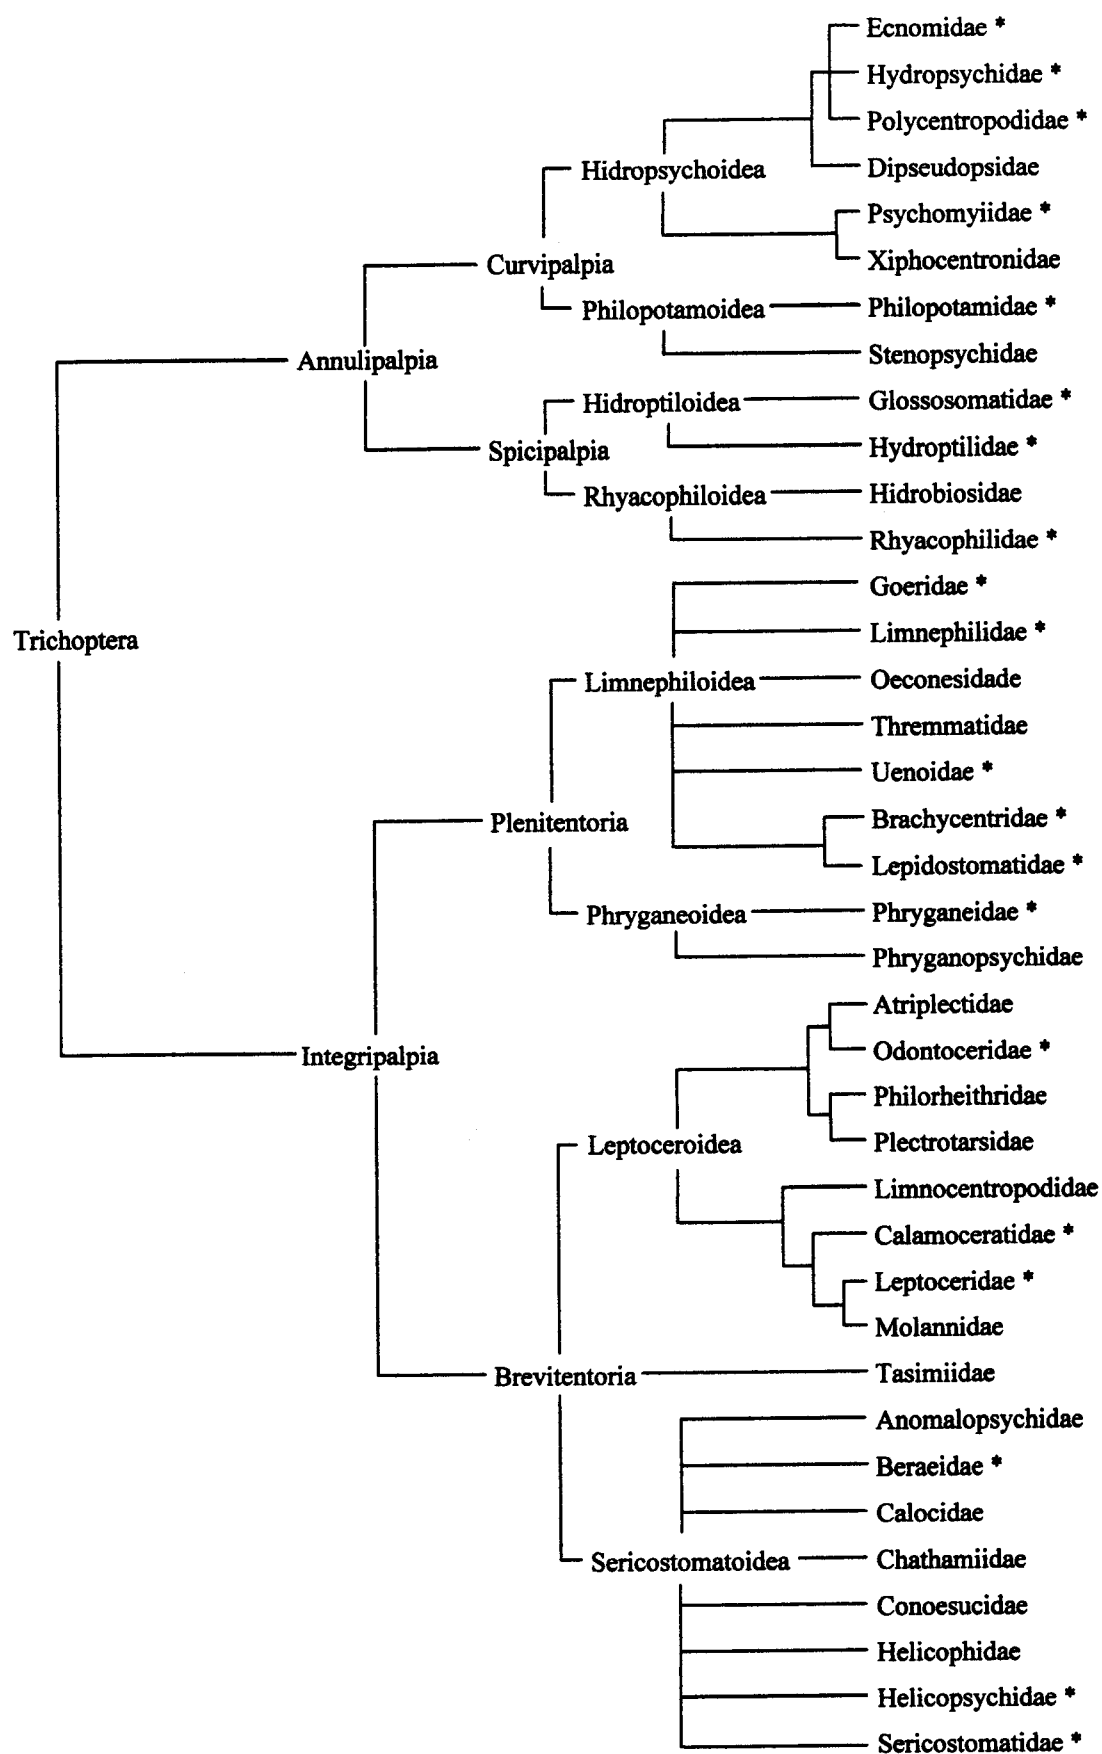 Ecnomidae *
Hydropsychidae *
Polycentropodidae *
Hidropsychoidea
Dipseudopsidae
Psychomyiidae *
Curvipalpia
Xiphocentronidae
Philopotamoidea
Philopotamidae *
Annulipalpia
Stenopsychidae
Hidroptiloidea
Glossosomatidae *
Spicipalpia
Hydroptilidae *
Rhyacophiloidea
Hidrobiosidae
Rhyacophilidae *
Goeridae *
Trichoptera
Limnephilidae *
Limnephiloidea
Oeconesidade
Thremmatidae
Uenoidae *
Plenitentoria
Brachycentridae *
Lepidostomatidae *
Phryganeoidea
Phryganeidae *
Phryganopsychidae
Atriplectidae
Integripalpia
Odontoceridae *
Philorheithridae
Leptoceroidea
Plectrotarsidae
Limnocentropodidae
Calamoceratidae *
Leptoceridae *
Molannidae
Brevitentoria
Tasimiidae
Anomalopsychidae
Beraeidae *
Calocidae
Sericostomatoidea
Chathamiidae
Conoesucidae
Helicophidae
Helicopsychidae *
Sericostomatidae *